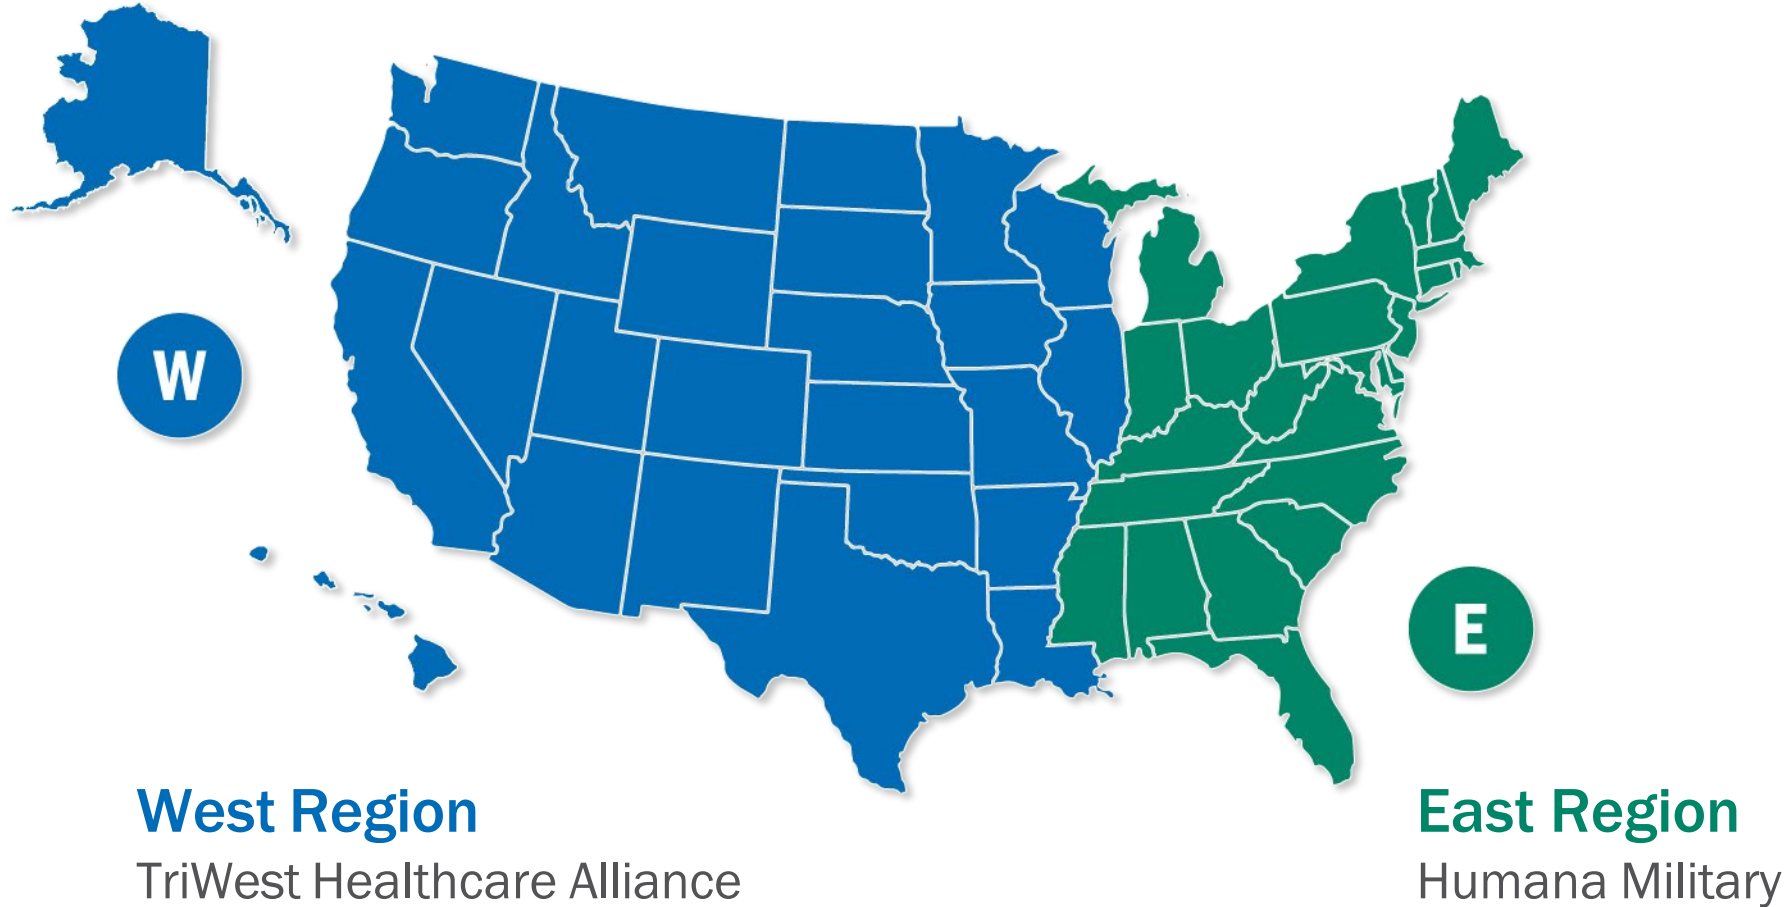 W
E
West Region
TriWest Healthcare Alliance
East Region
Humana Military